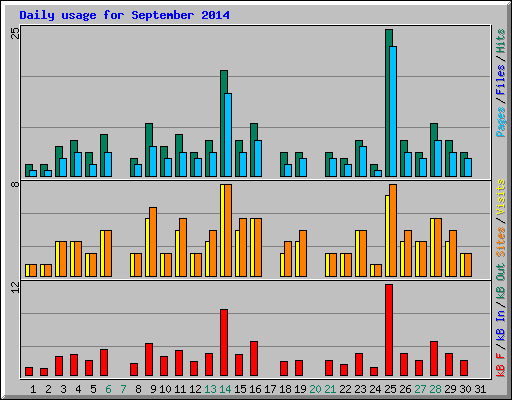 Daily usage for September 2014
25
8
12
Pages/Files/Hits
Sites/Visits
kB F/kB In/kB Out
1 2 3 4 5 6 7 8 9 10 11 12 13 14 15 16 17 18 19 20 21 22 23 24 25 26 27 28 29 30 31